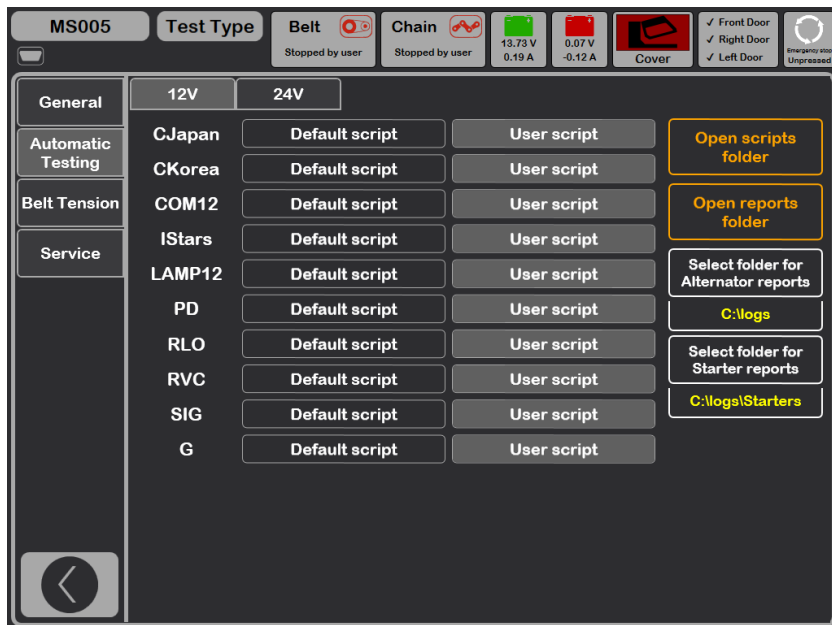 MS005
Test Type
Belt
Stopped by user
Chain
Stopped by user
13.73 V
0.19 A
0.07 V
-0.12 A
Cover
✓ Front Door
✓ Right Door
✓ Left Door
Emergency stop
Unpressed
General
Automatic
Testing
Belt Tension
Service
12V
24V
CJapan Default script User script
CKorea Default script User script
COM12 Default script User script
IStars Default script User script
LAMP12 Default script User script
PD Default script User script
RLO Default script User script
RVC Default script User script
SIG Default script User script
G Default script User script
Open scripts
folder
Open reports
folder
Select folder for
Alternator reports
C:\logs
Select folder for
Starter reports
C:\logs\Starters